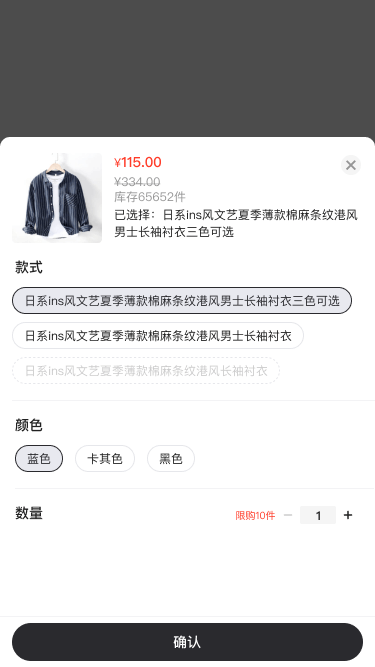 ¥115.00
¥334.00
库存65652件
已选择：日系ins风文艺夏季薄款棉麻条纹港风
男士长袖衬衣三色可选
款式
日系ins风文艺夏季薄款棉麻条纹港风男士长袖衬衣三色可选
日系ins风文艺夏季薄款棉麻条纹港风男士长袖衬衣
日系ins风文艺夏季薄款棉麻条纹港风长袖衬衣
颜色
蓝色 卡其色 黑色
数量 限购10件 － 1 +
确认